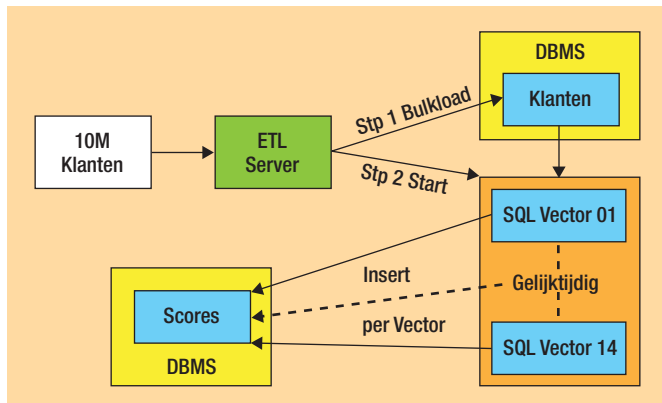 DBMS
Klanten
10M
Klanten
ETL
Server
Stp 1 Bulkload
Stp 2 Start
SQL Vector 01
Insert
Gelijktijdig
Scores
per Vector
SQL Vector 14
DBMS